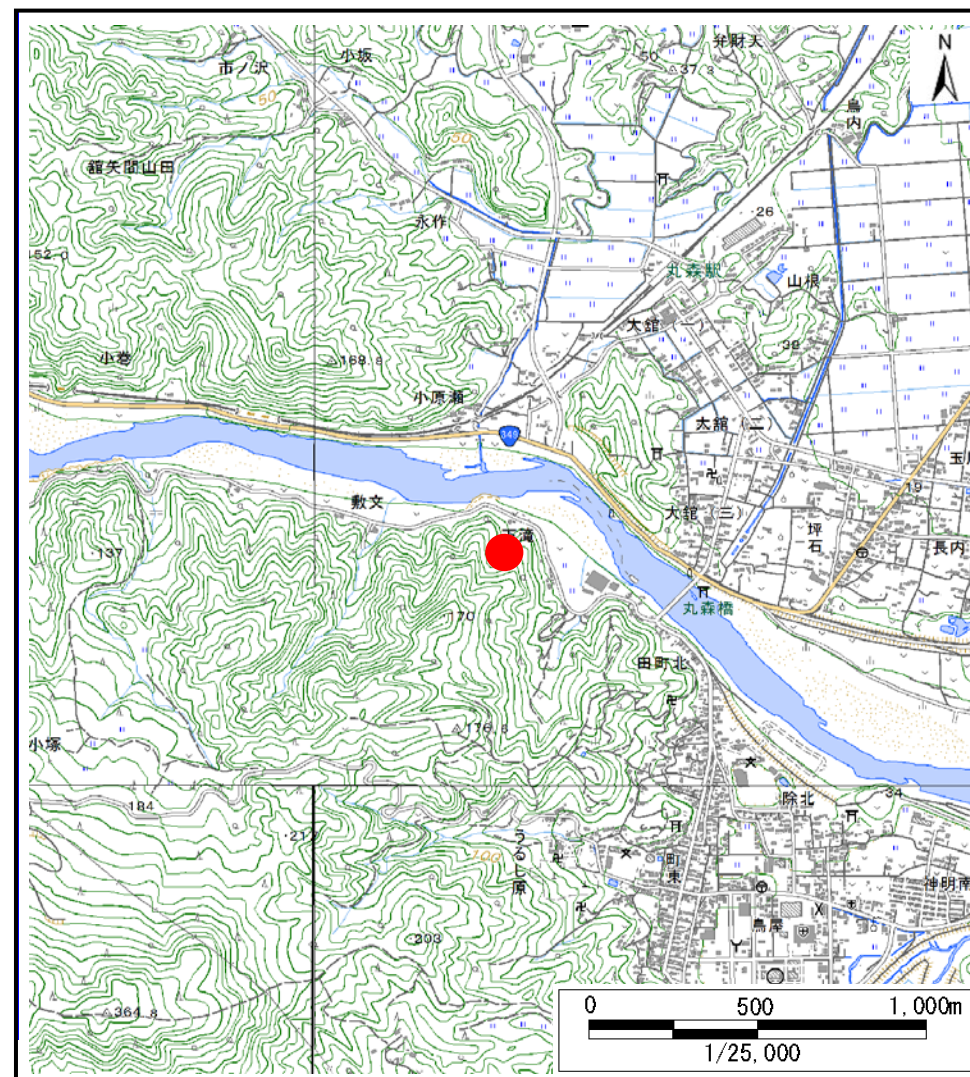 小坂
弁財天
N
市ノ沢
50
50
37.3
鳥内
50
舘矢間山田
永作
26
丸森駅
山根
152.0
大舘（一）
38
小巻
168.8
小原瀬
大舘（二）
349
19
敷文
大舘（三）
坪石
長内
137
丸森橋
170
田町北
176.8
小塚
除北
184
34
217
うるし原
100
町東
神明南
203
鳥屋
364.8
0 500 1,000m
1/25,000